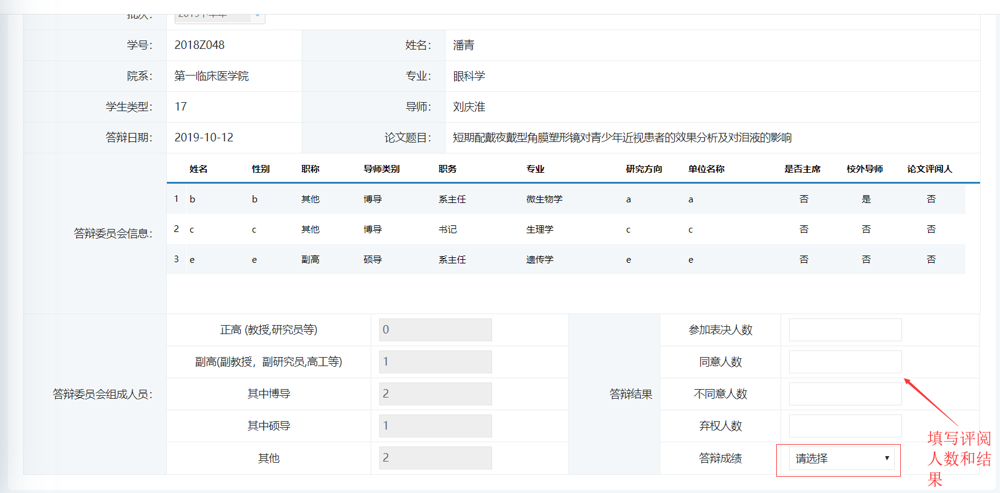 批次：
学号： 2018Z048 姓名： 潘青
院系： 第一临床医学院 专业： 眼科学
学生类型： 17 导师： 刘庆淮
答辩日期： 2019-10-12 论文题目： 短期配戴夜戴型角膜塑形镜对青少年近视患者的效果分析及对泪液的影响
姓名 性别 职称 导师类别 职务 专业 研究方向 单位名称 是否主席 校外导师 论文评阅人
1 b b 其他 博导 系主任 微生物学 a a 否 是 否
答辩委员会信息：
2 c c 其他 博导 书记 生理学 c c 否 否 否
3 e e 副高 硕导 系主任 遗传学 e e 否 否 否
正高 (教授,研究员等) 0 参加表决人数
副高(副教授，副研究员,高工等) 1 同意人数
答辩委员会组成人员： 其中博导 2 答辩结果 不同意人数
其中硕导 1 弃权人数
其他 2 答辩成绩 请选择
填写评阅
人数和结
果